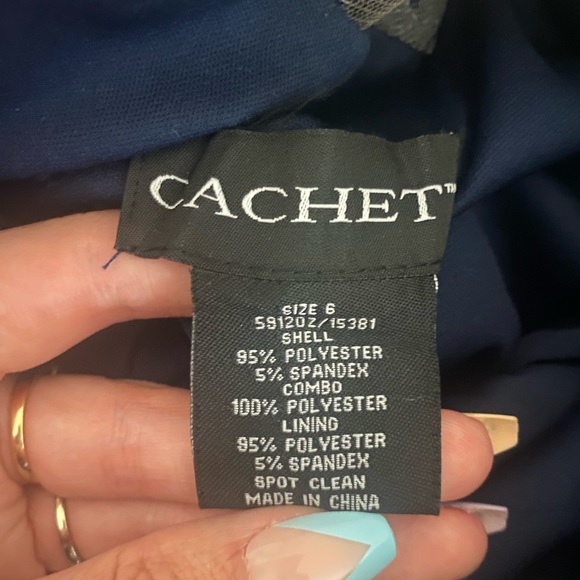 CACHET™
SIZE 6
59120Z/15381
SHELL
95% POLYESTER
5% SPANDEX
COMBO
100% POLYESTER
LINING
95% POLYESTER
5% SPANDEX
SPOT CLEAN
MADE IN CHINA